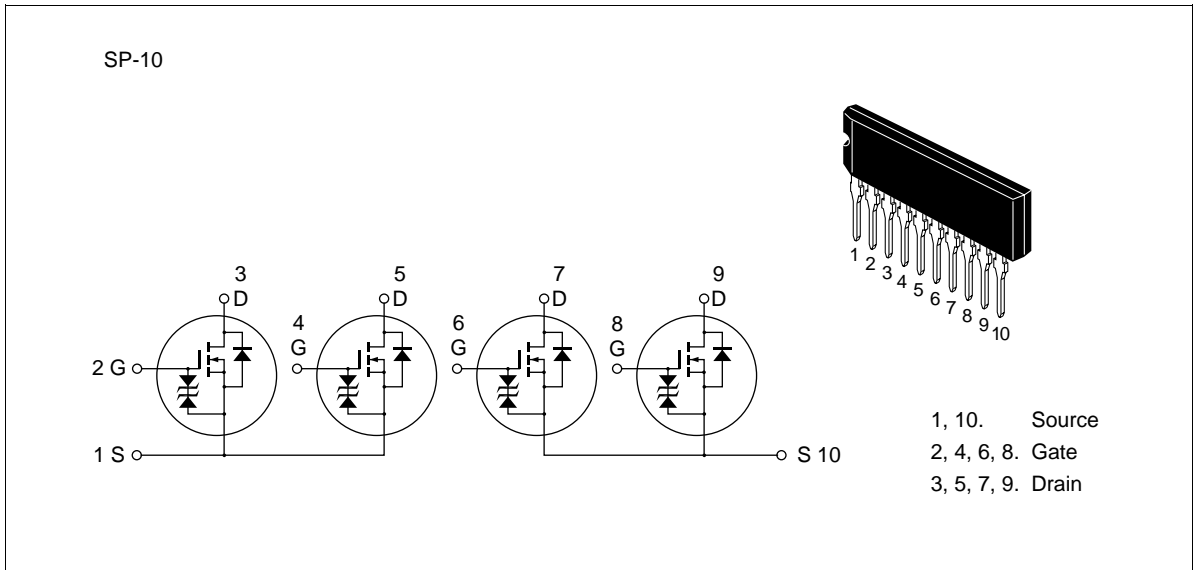 SP-10
3
D
5
D
7
D
9
D
4
G
6
G
8
G
2 G
1 S
S 10
1
2
3
4
5
6
7
8
9
10
1, 10. Source
2, 4, 6, 8. Gate
3, 5, 7, 9. Drain